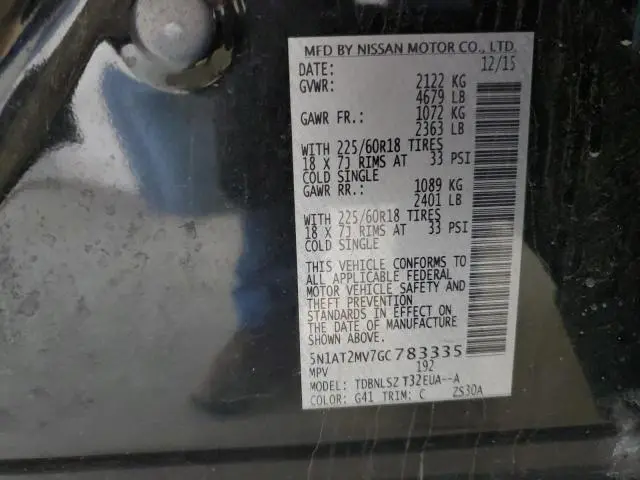 MFD BY NISSAN MOTOR CO., LTD.
DATE: 12/15
GVWR: 2122 KG
4679 LB
GAWR FR.: 1072 KG
2363 LB
WITH 225/60R18 TIRES
18 X 7J RIMS AT 33 PSI
COLD SINGLE
GAWR RR.: 1089 KG
2401 LB
WITH 225/60R18 TIRES
18 X 7J RIMS AT 33 PSI
COLD SINGLE
THIS VEHICLE CONFORMS TO
ALL APPLICABLE FEDERAL
MOTOR VEHICLE SAFETY AND
THEFT PREVENTION
STANDARDS IN EFFECT ON
THE DATE OF MANUFACTURE
SHOWN ABOVE.
5N1AT2MV7GC783335
MPV 192
MODEL: TDBNLSZ T32EUA--A
COLOR: G41 TRIM: C ZS30A